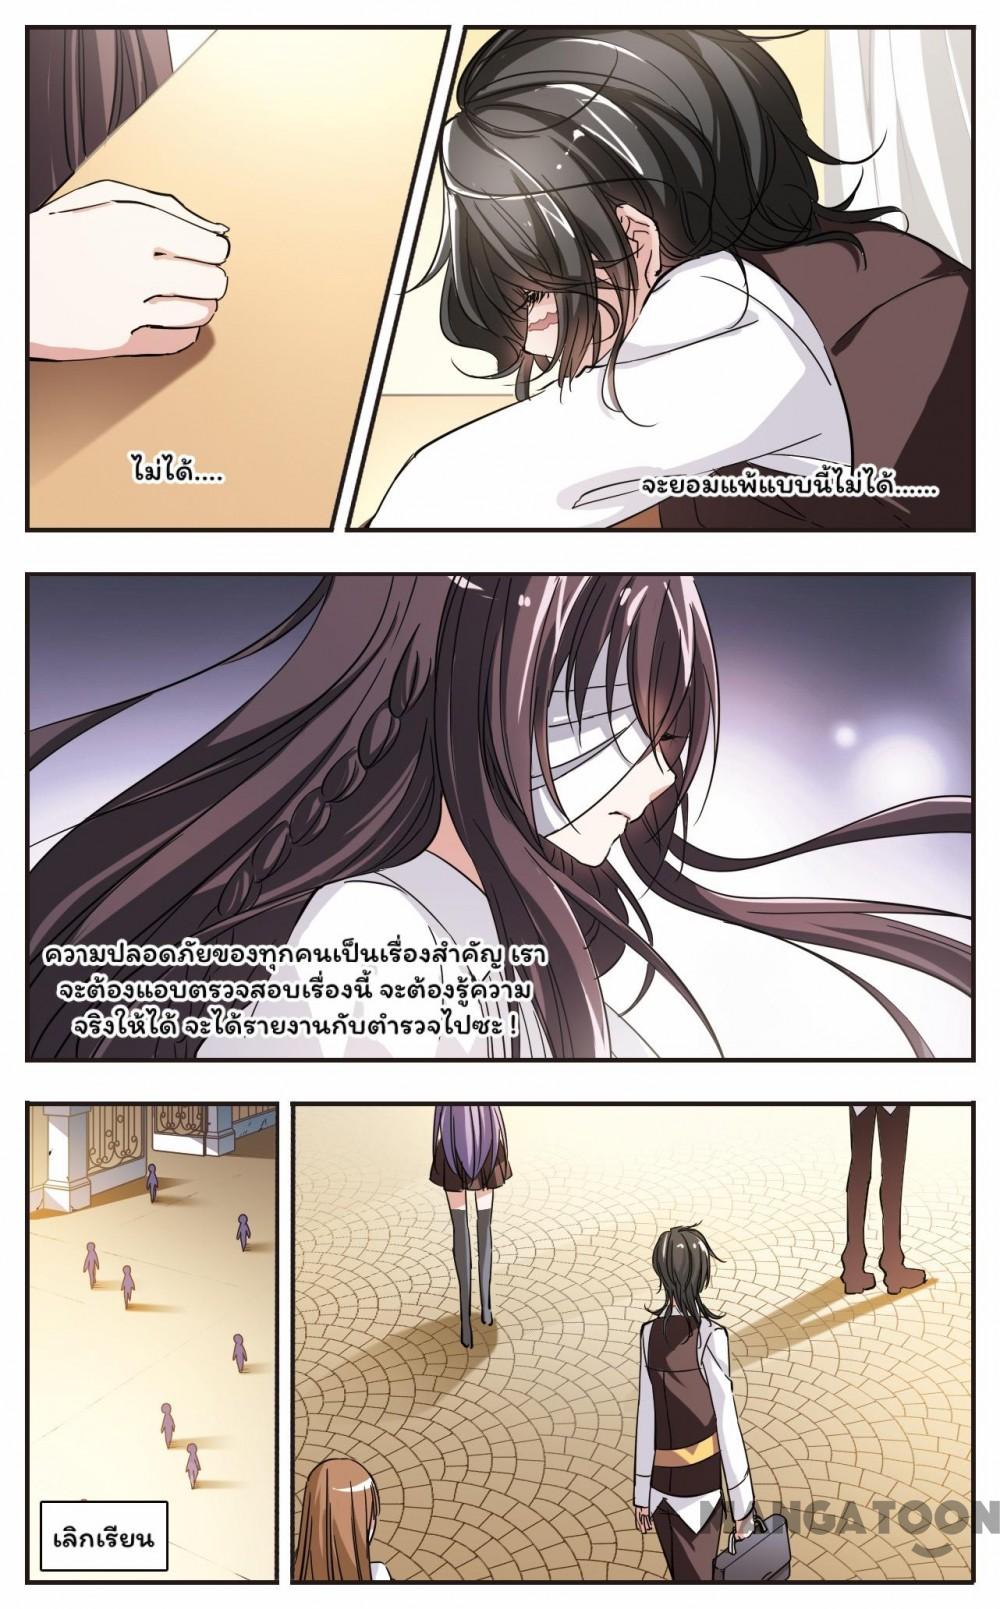 ไม่ได้....
จะยอมแพ้แบบนี้ไม่ได้......
ความปลอดภัยของทุกคนเป็นเรื่องสำคัญ เรา
จะต้องแอบตรวจสอบเรื่องนี้ จะต้องรู้ความ
จริงให้ได้ จะได้รายงานกับตำรวจไปซะ !
เลิกเรียน
MANGATOON